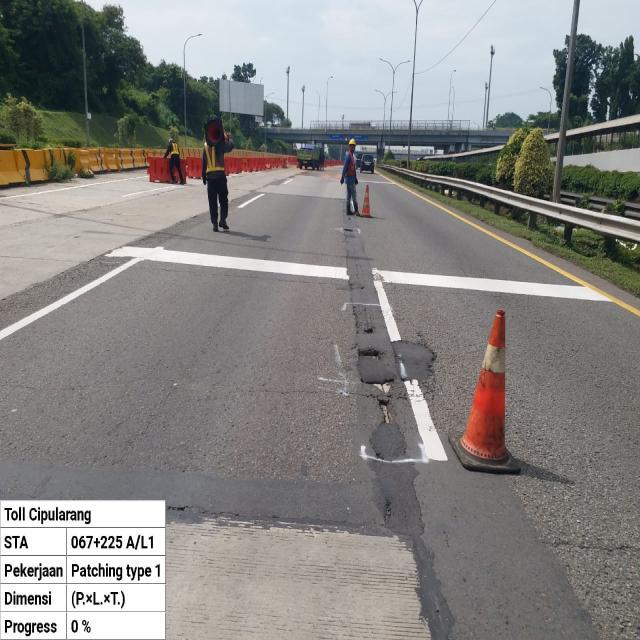 Toll Cipularang
STA 067+225 A/L1
Pekerjaan Patching type 1
Dimensi (P.×L.×T.)
Progress 0 %